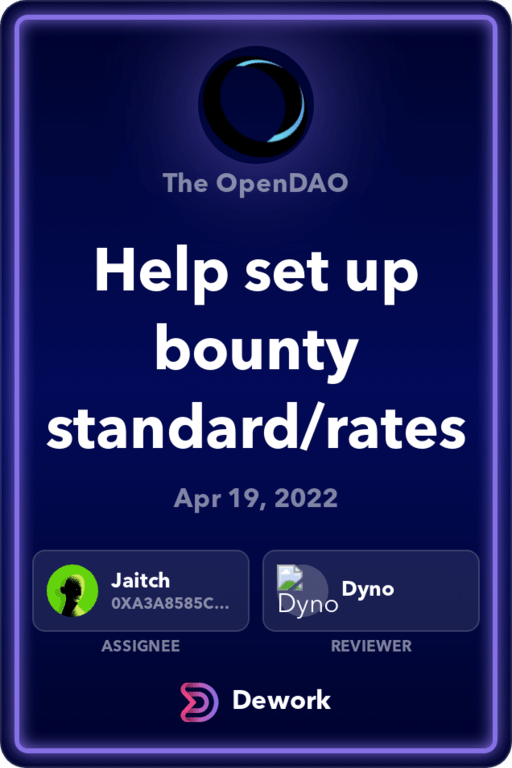 The OpenDAO
Help set up
bounty
standard/rates
Apr 19, 2022
Jaitch
0XA3A8585C...
Dyno
Dyno
ASSIGNEE
REVIEWER
Dework